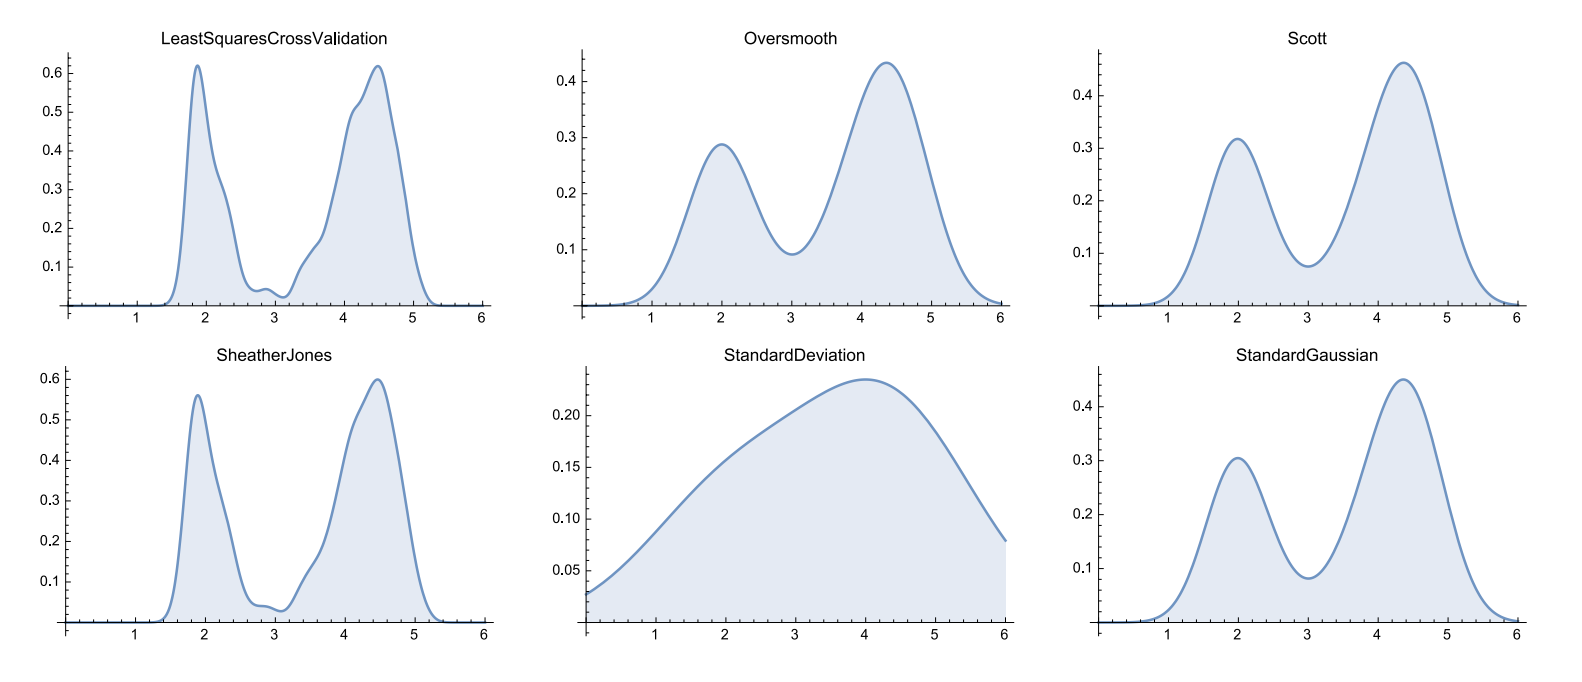 LeastSquaresCrossValidation
0.6
0.5
0.4
0.3
0.2
0.1
1 2 3 4 5 6
Oversmooth
0.4
0.3
0.2
0.1
1 2 3 4 5 6
Scott
0.4
0.3
0.2
0.1
1 2 3 4 5 6
SheatherJones
0.6
0.5
0.4
0.3
0.2
0.1
1 2 3 4 5 6
StandardDeviation
0.20
0.15
0.10
0.05
1 2 3 4 5 6
StandardGaussian
0.4
0.3
0.2
0.1
1 2 3 4 5 6